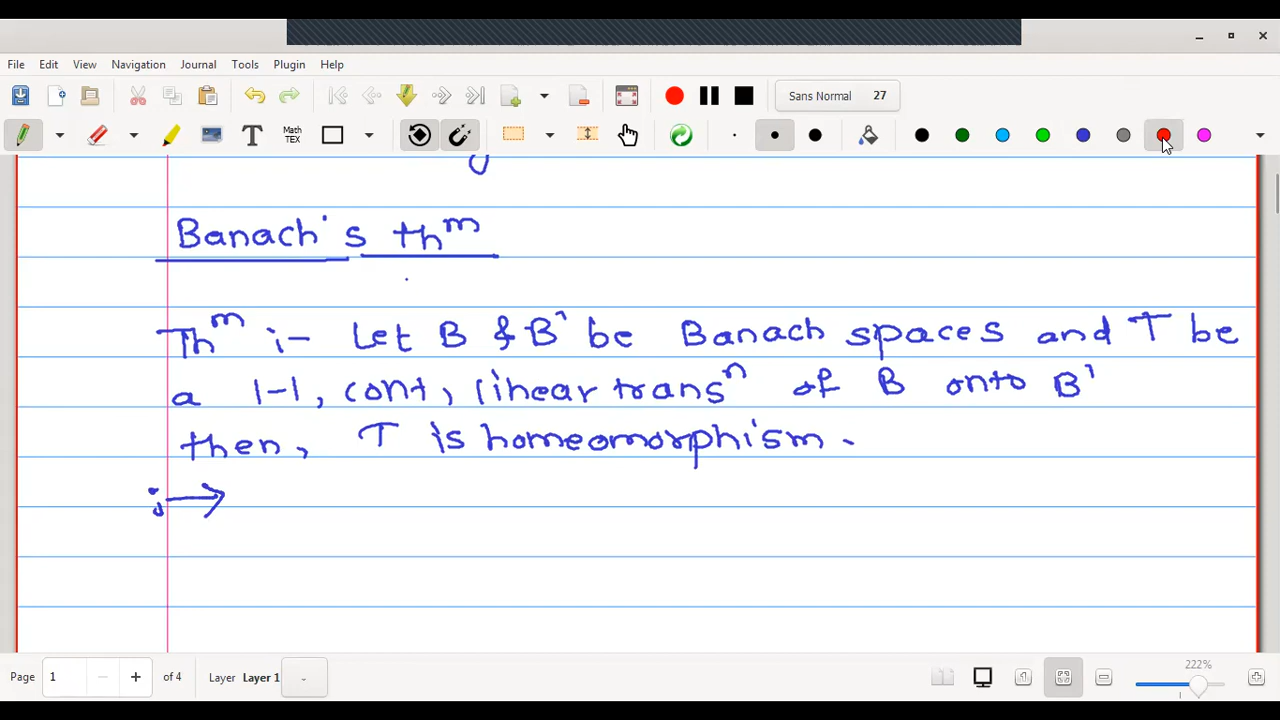 File Edit View Navigation Journal Tools Plugin Help
Sans Normal 27
T Math TEX
Banach's thm
Thm :- Let B & B' be Banach spaces and T be
a 1-1, cont, linear transn of B onto B'
then, T is homeomorphism.
Page 1 of 4 Layer Layer 1 222%